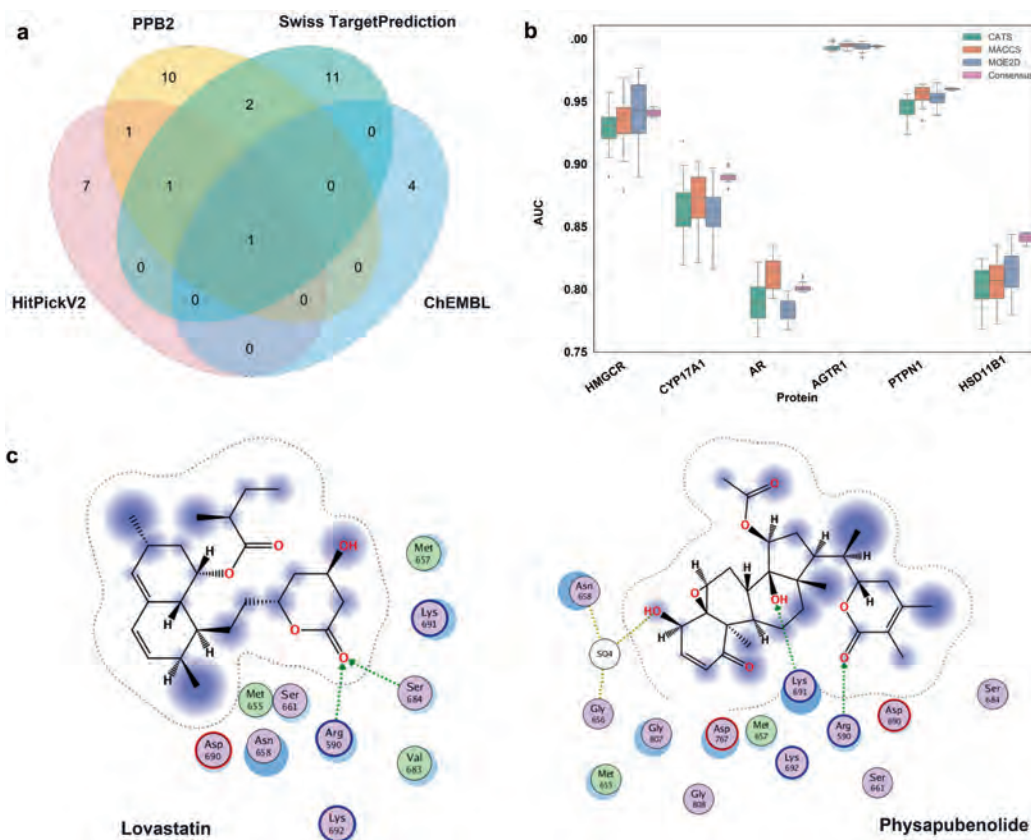 a
PPB2
Swiss TargetPrediction
10
11
2
1
0
7
1
0
4
1
0
0
0
0
0
HitPickV2
ChEMBL
b
CATS
MACCS
MOE2D
Consensus
.00
0.95
0.90
0.85
0.80
0.75
AUC
HMGCR
CYP17A1
AR
AGTR1
PTPN1
HSD11B1
Protein
c
H
O
O
H
OH
O
O
Met 657
Lys 691
Ser 684
Met 655
Ser 661
Arg 590
Asp 690
Asn 658
Val 683
Lys 692
Lovastatin
O
O
H
H
H
H
O
HO
H
H
OH
H
O
O
O
Asn 658
Gly 656
Lys 691
Ser 684
Gly 807
Asp 767
Met 657
Arg 590
Asp 690
Met 655
Lys 692
Ser 661
Gly 808
Physapubenolide